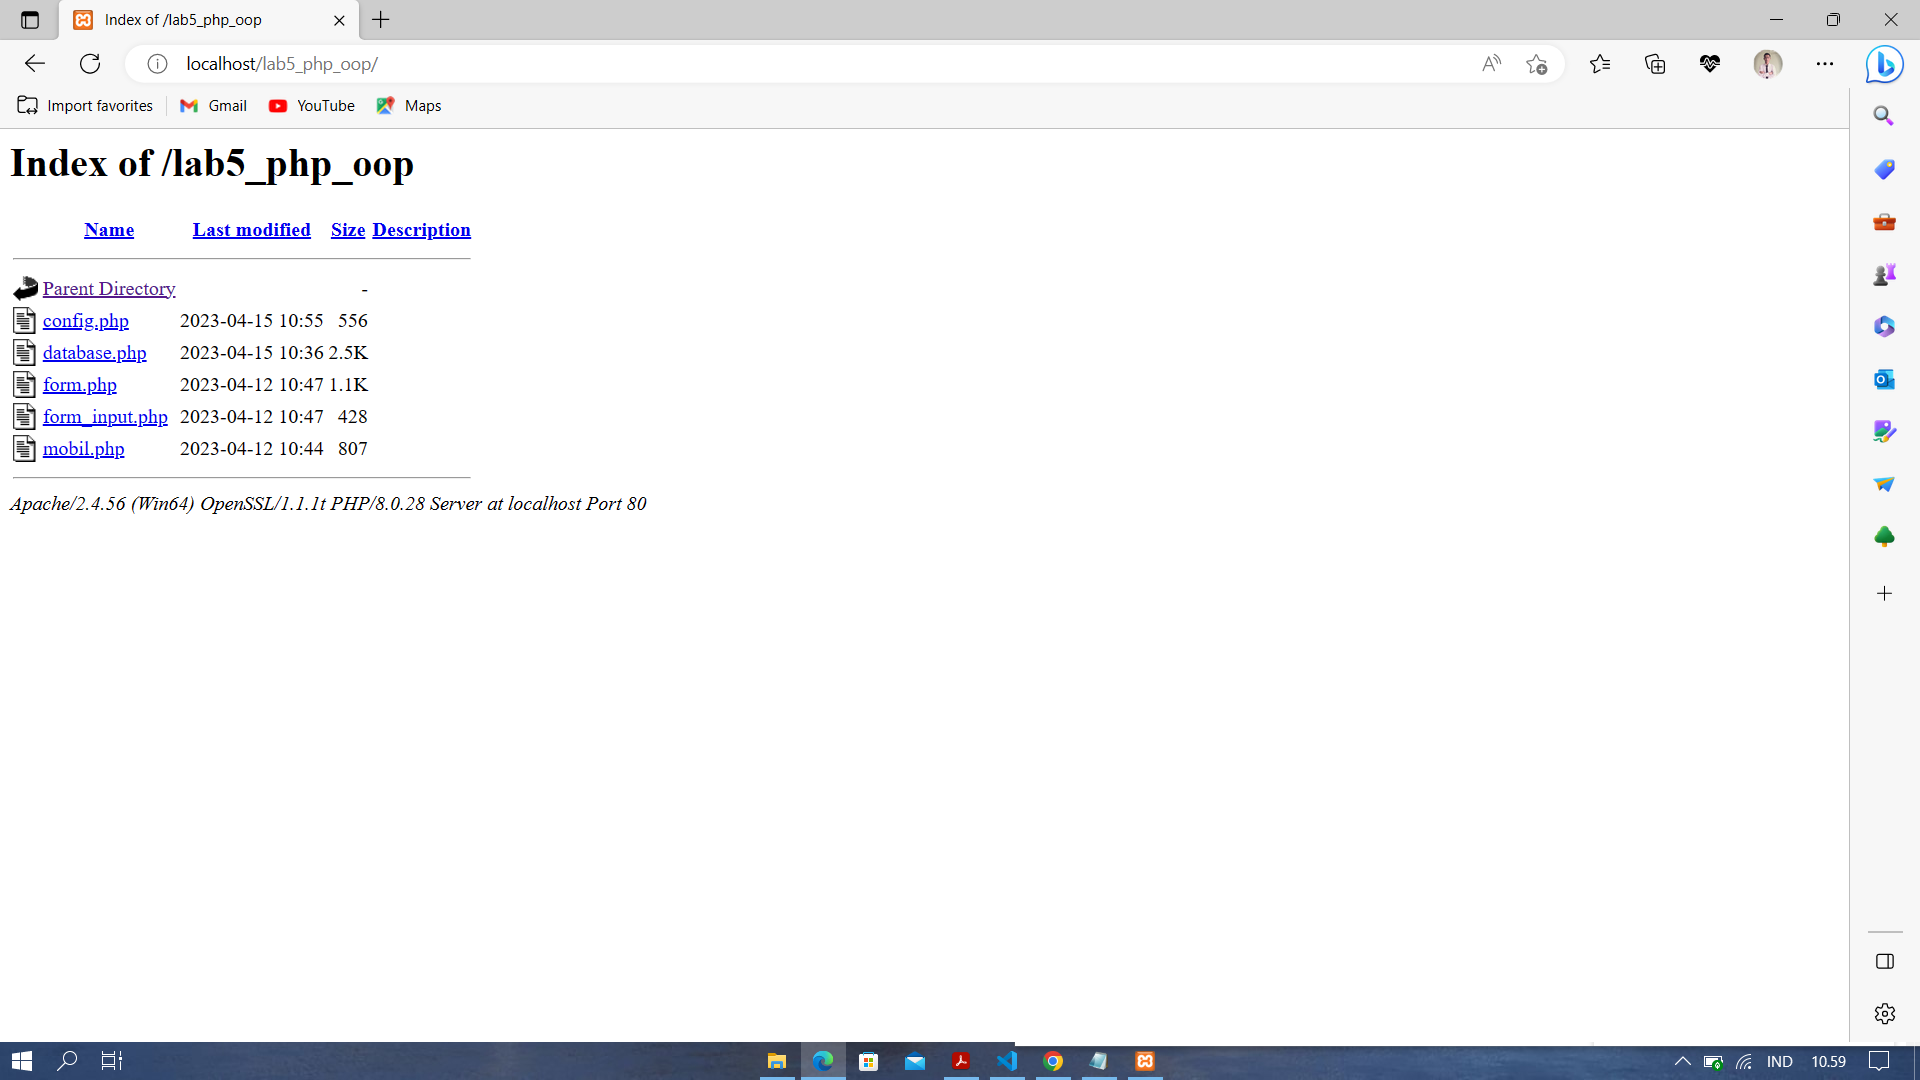 Index of /lab5_php_oop
localhost/lab5_php_oop/
Import favorites Gmail YouTube Maps
Index of /lab5_php_oop
Name Last modified Size Description
Parent Directory -
config.php 2023-04-15 10:55 556
database.php 2023-04-15 10:36 2.5K
form.php 2023-04-12 10:47 1.1K
form_input.php 2023-04-12 10:47 428
mobil.php 2023-04-12 10:44 807
Apache/2.4.56 (Win64) OpenSSL/1.1.1t PHP/8.0.28 Server at localhost Port 80
IND 10.59